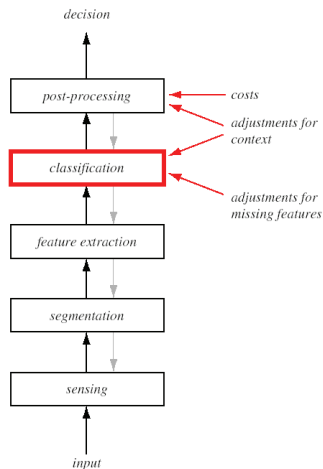 decision
post-processing
costs
adjustments for
context
classification
adjustments for
missing features
feature extraction
segmentation
sensing
input